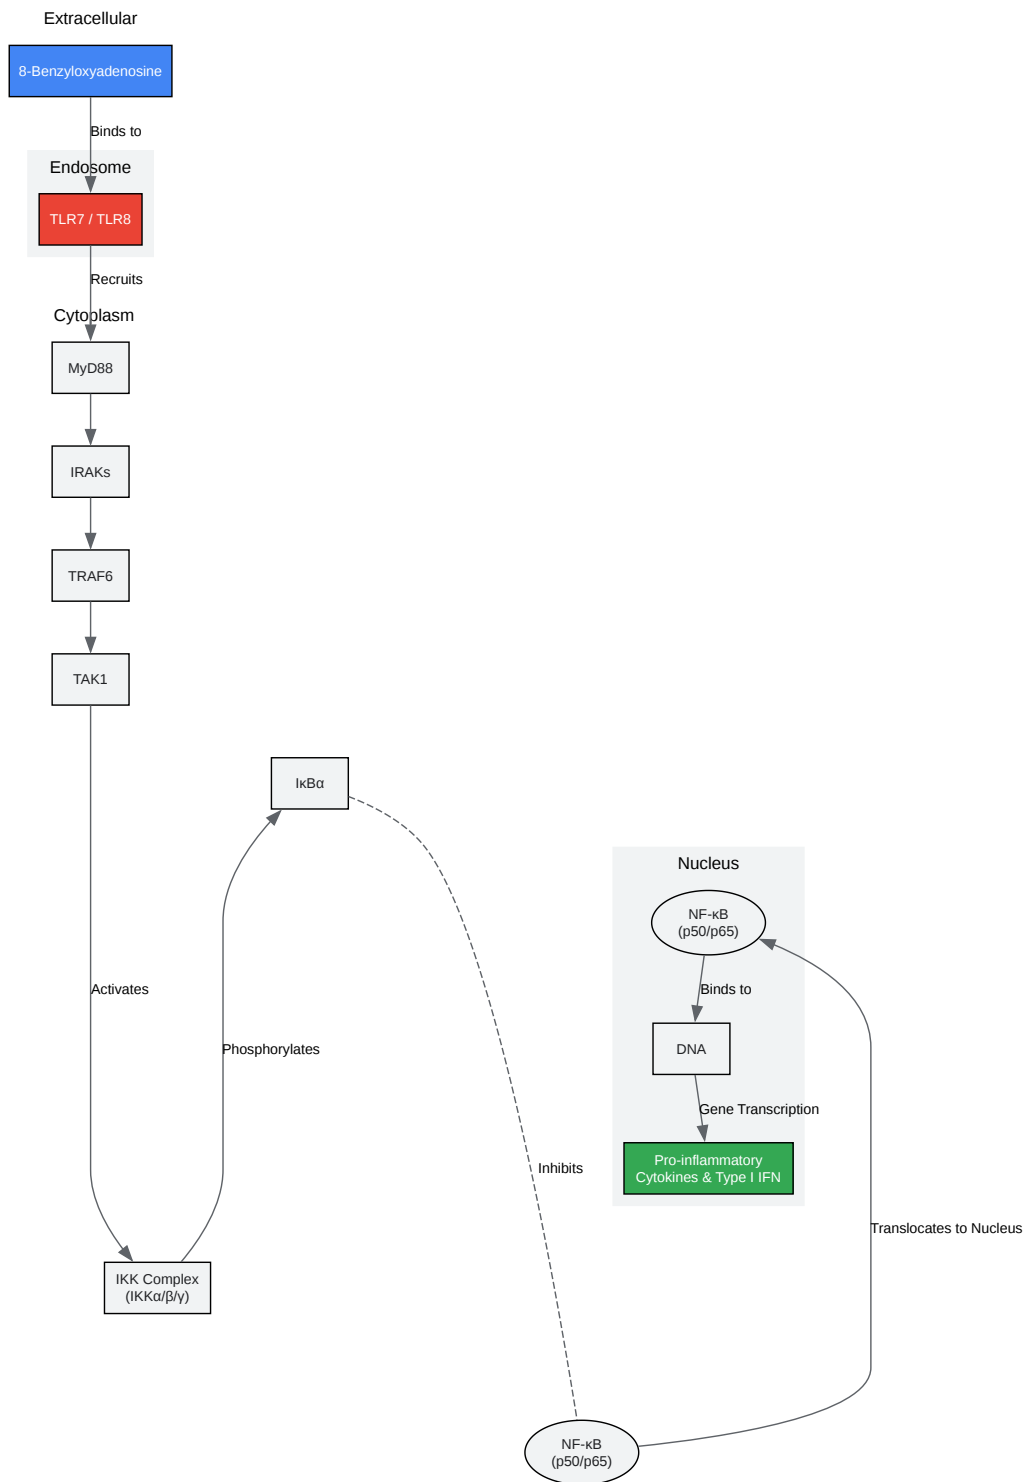 Extracellular
8-Benzyloxyadenosine
Binds to
Endosome
TLR7 / TLR8
Recruits
Cytoplasm
MyD88
IRAKs
TRAF6
TAK1
IκBα
Nucleus
NF-κB
(p50/p65)
Activates
Binds to
Phosphorylates
DNA
Gene Transcription
Pro-inflammatory
Cytokines & Type I IFN
Inhibits
Translocates to Nucleus
IKK Complex
(IKKα/β/γ)
NF-κB
(p50/p65)